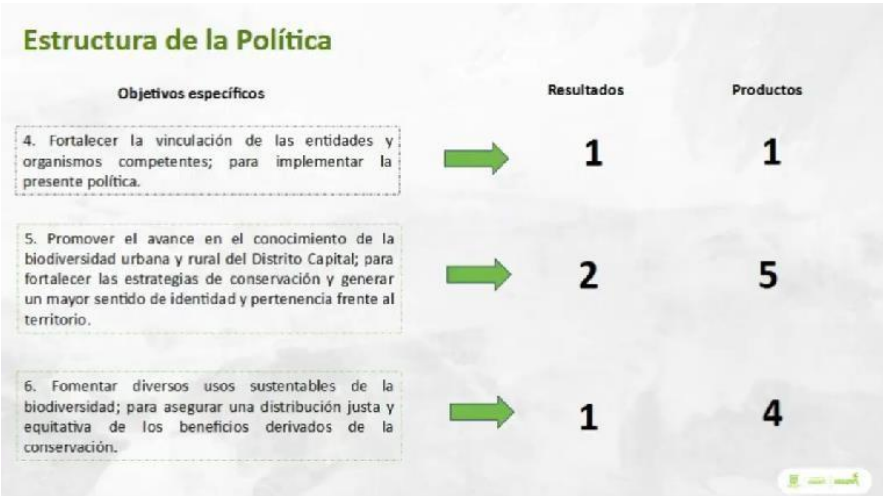 Estructura de la Política
Objetivos específicos
Resultados
Productos
4. Fortalecer la vinculación de las entidades y
organismos competentes; para implementar la
presente política.
1
1
5. Promover el avance en el conocimiento de la
biodiversidad urbana y rural del Distrito Capital; para
fortalecer las estrategias de conservación y generar
un mayor sentido de identidad y pertenencia frente al
territorio.
2
5
6. Fomentar diversos usos sustentables de la
biodiversidad; para asegurar una distribución justa y
equitativa de los beneficios derivados de la
conservación.
1
4